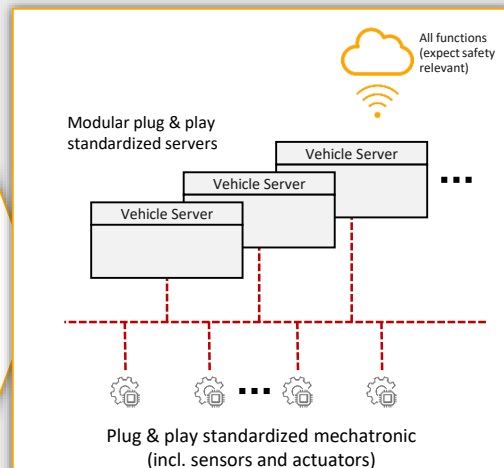 All functions
(expect safety
relevant)
Modular plug & play
standardized servers
Vehicle Server
Vehicle Server
Vehicle Server
Plug & play standardized mechatronic
(incl. sensors and actuators)